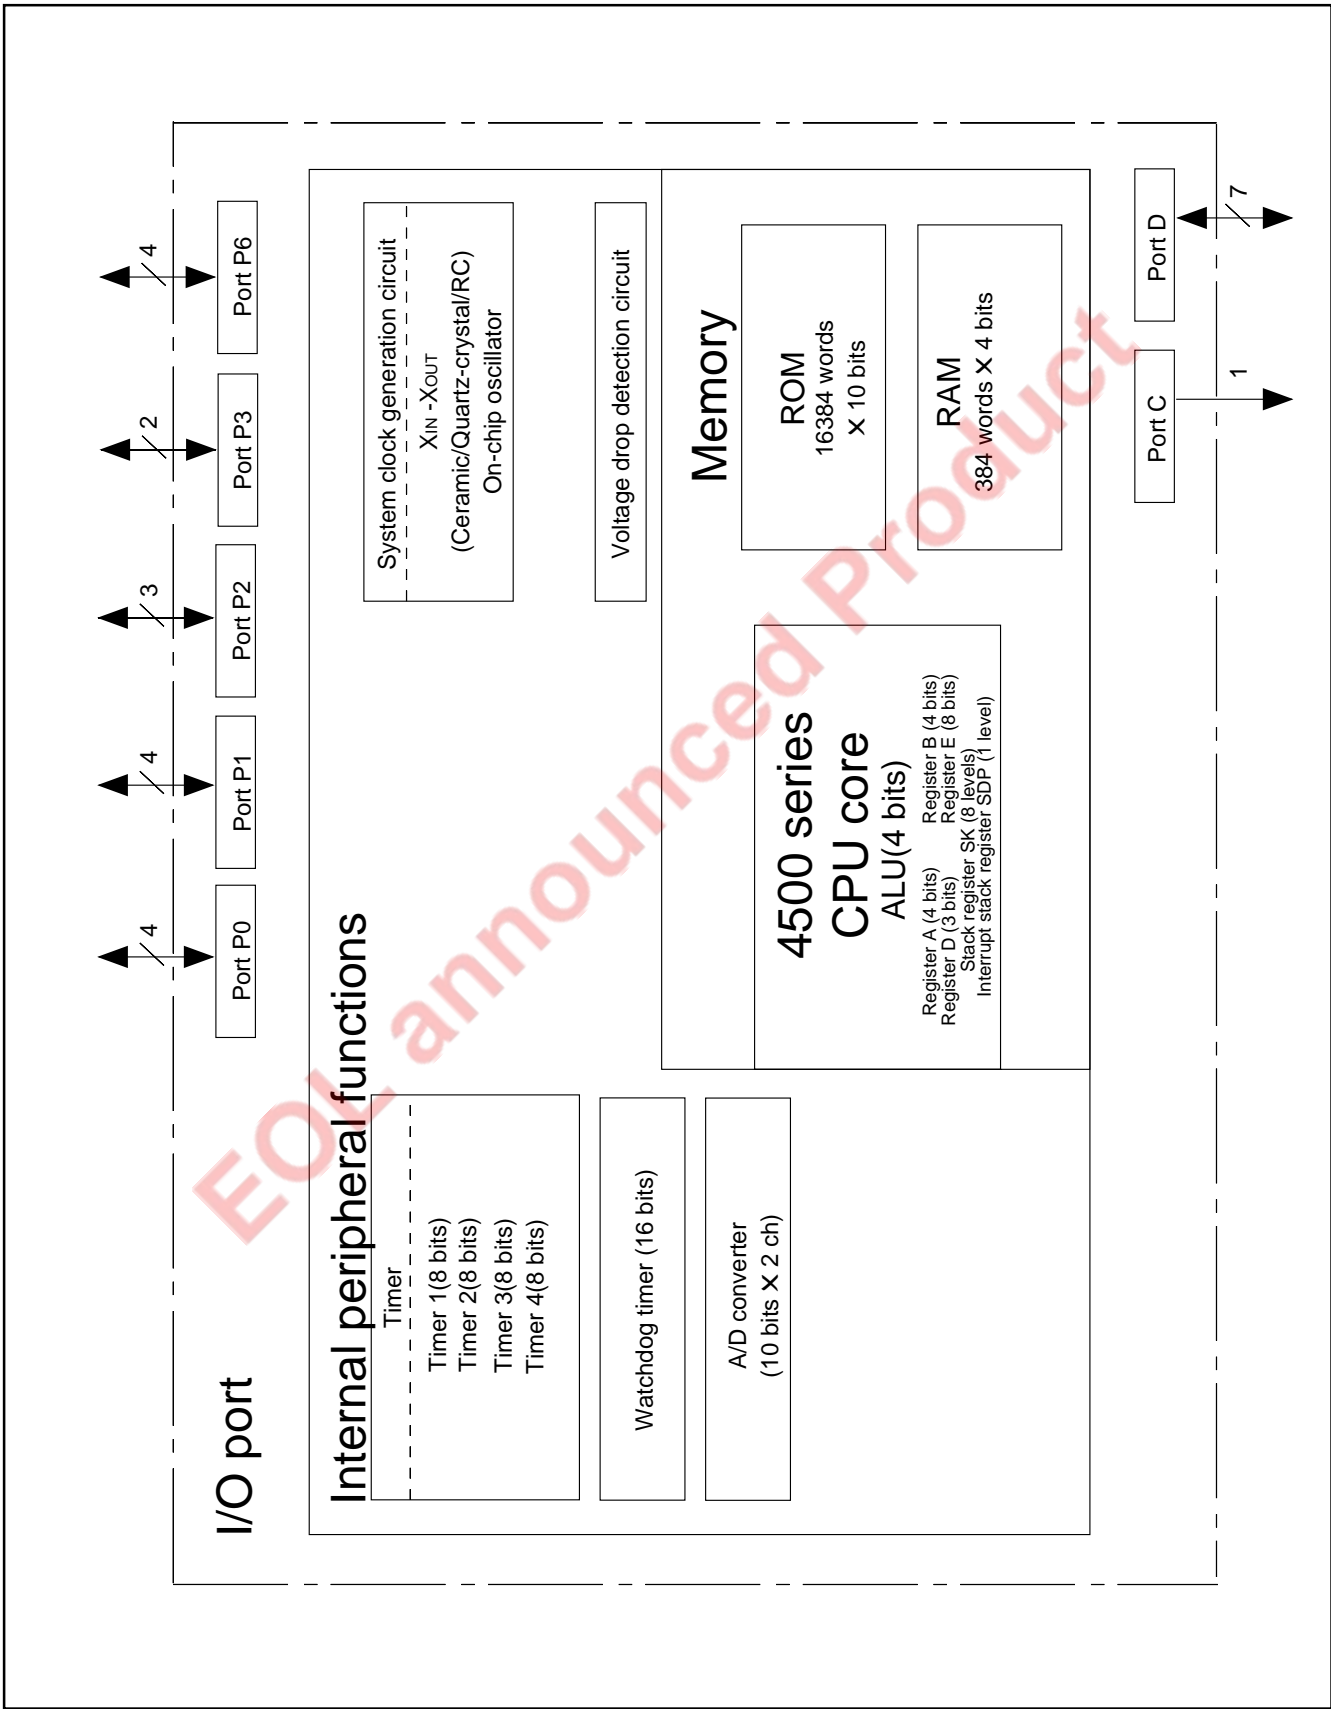 I/O port
4
4
3
2
4
Port P0
Port P1
Port P2
Port P3
Port P6
Internal peripheral functions
Timer
Timer 1(8 bits)
Timer 2(8 bits)
Timer 3(8 bits)
Timer 4(8 bits)
Watchdog timer (16 bits)
A/D converter
(10 bits × 2 ch)
System clock generation circuit
XIN -XOUT
(Ceramic/Quartz-crystal/RC)
On-chip oscillator
Voltage drop detection circuit
4500 series
CPU core
ALU(4 bits)
Register A (4 bits) Register B (4 bits)
Register D (3 bits) Register E (8 bits)
Stack register SK (8 levels)
Interrupt stack register SDP (1 level)
Memory
ROM
16384 words
× 10 bits
RAM
384 words × 4 bits
Port C
Port D
1
7
EOL announced Product